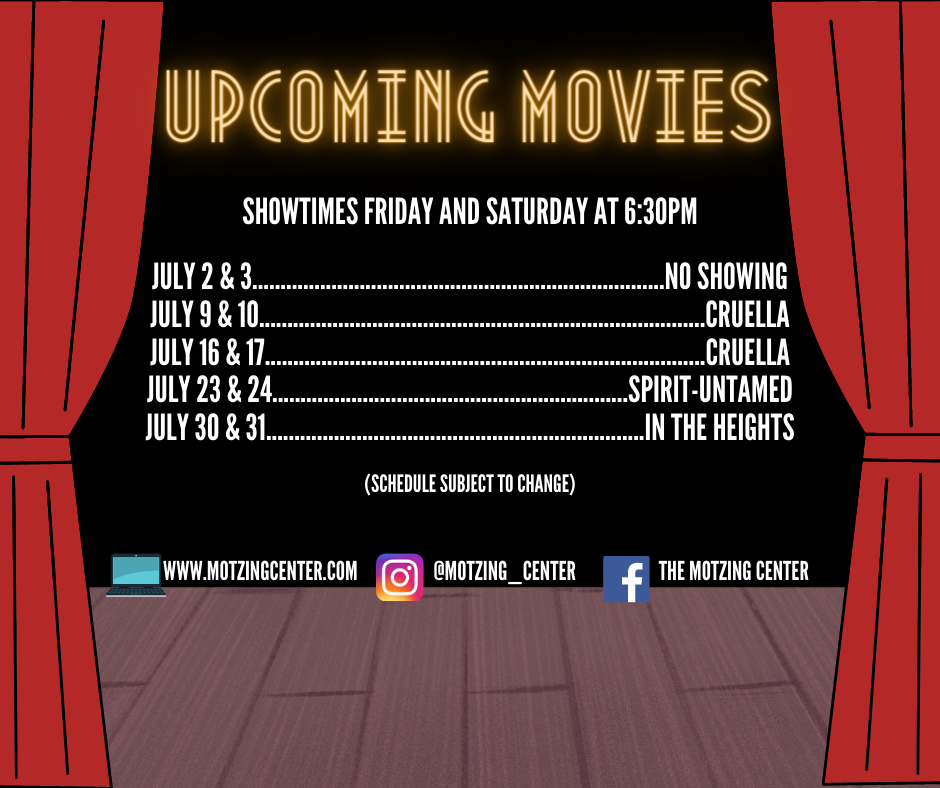 UPCOMING MOVIES
SHOWTIMES FRIDAY AND SATURDAY AT 6:30PM
JULY 2 & 3..........................................................................NO SHOWING
JULY 9 & 10................................................................................CRUELLA
JULY 16 & 17...............................................................................CRUELLA
JULY 23 & 24................................................................SPIRIT-UNTAMED
JULY 30 & 31....................................................................IN THE HEIGHTS
(SCHEDULE SUBJECT TO CHANGE)
WWW.MOTZINGCENTER.COM @MOTZING_CENTER THE MOTZING CENTER